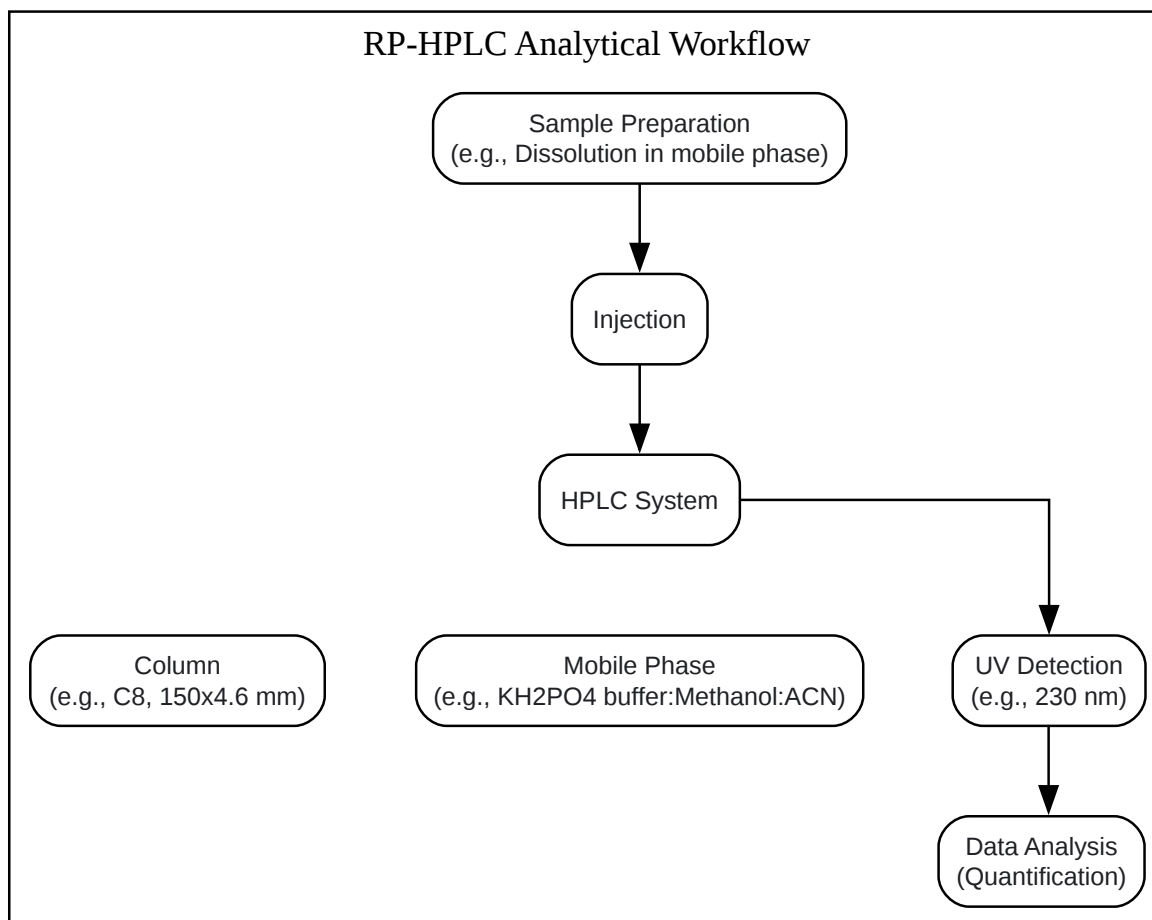 RP-HPLC Analytical Workflow
Sample Preparation
(e.g., Dissolution in mobile phase)
Injection
HPLC System
Column
(e.g., C8, 150x4.6 mm)
Mobile Phase
(e.g., KH2PO4 buffer:Methanol:ACN)
UV Detection
(e.g., 230 nm)
Data Analysis
(Quantification)